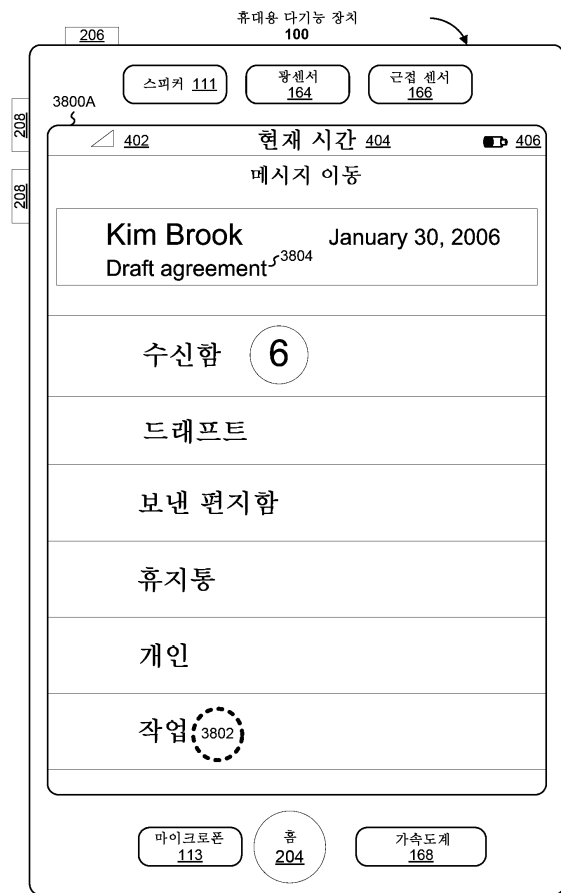 휴대용 다기능 장치
100
206
스피커 111
광센서
164
근접 센서
166
3800A
208
208
402
현재 시간 404
406
메시지 이동
Kim Brook
January 30, 2006
Draft agreement
3804
수신함
6
드래프트
보낸 편지함
휴지통
개인
작업
3802
마이크로폰
113
홈
204
가속도계
168